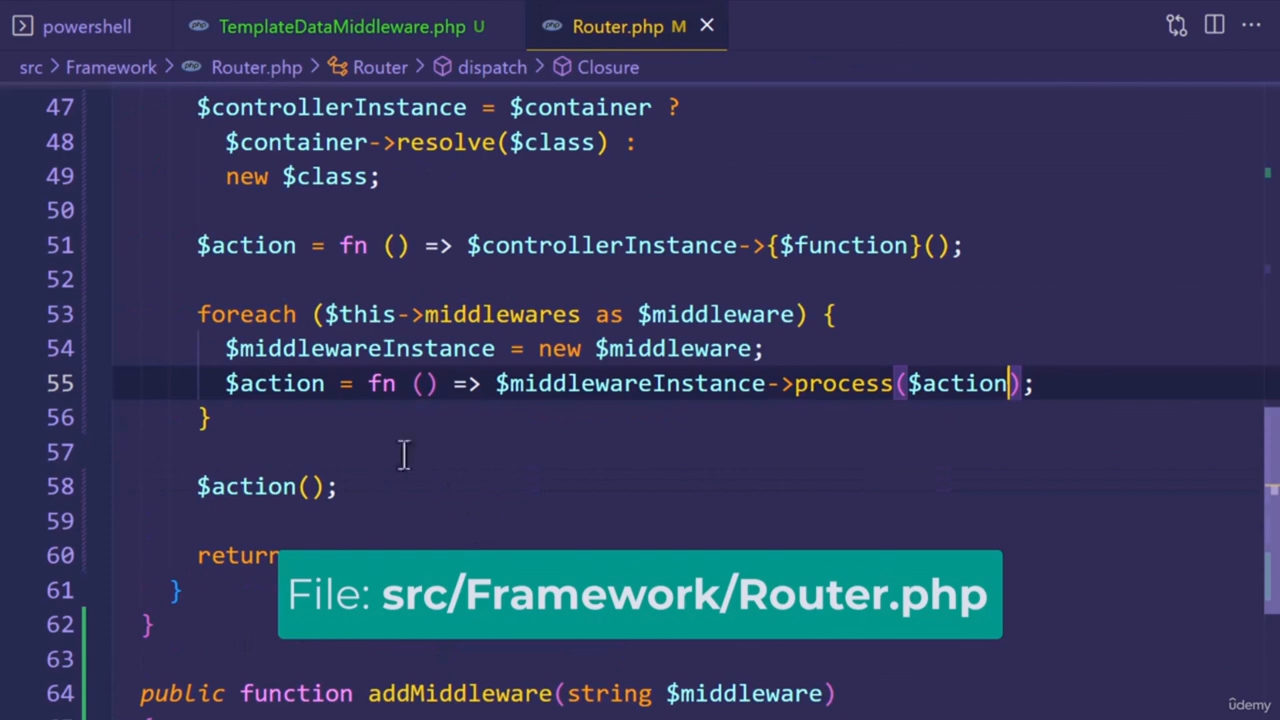 powershell
TemplateDataMiddleware.php U
Router.php M
src > Framework > Router.php > Router > dispatch > Closure
47 $controllerInstance = $container ?
48 $container->resolve($class) :
49 new $class;
50
51 $action = fn () => $controllerInstance->{$function}();
52
53 foreach ($this->middlewares as $middleware) {
54 $middlewareInstance = new $middleware;
55 $action = fn () => $middlewareInstance->process($action);
56 }
57
58 $action();
59
60 return
61 }
62 }
63
64 public function addMiddleware(string $middleware)
File: src/Framework/Router.php
ûdemy